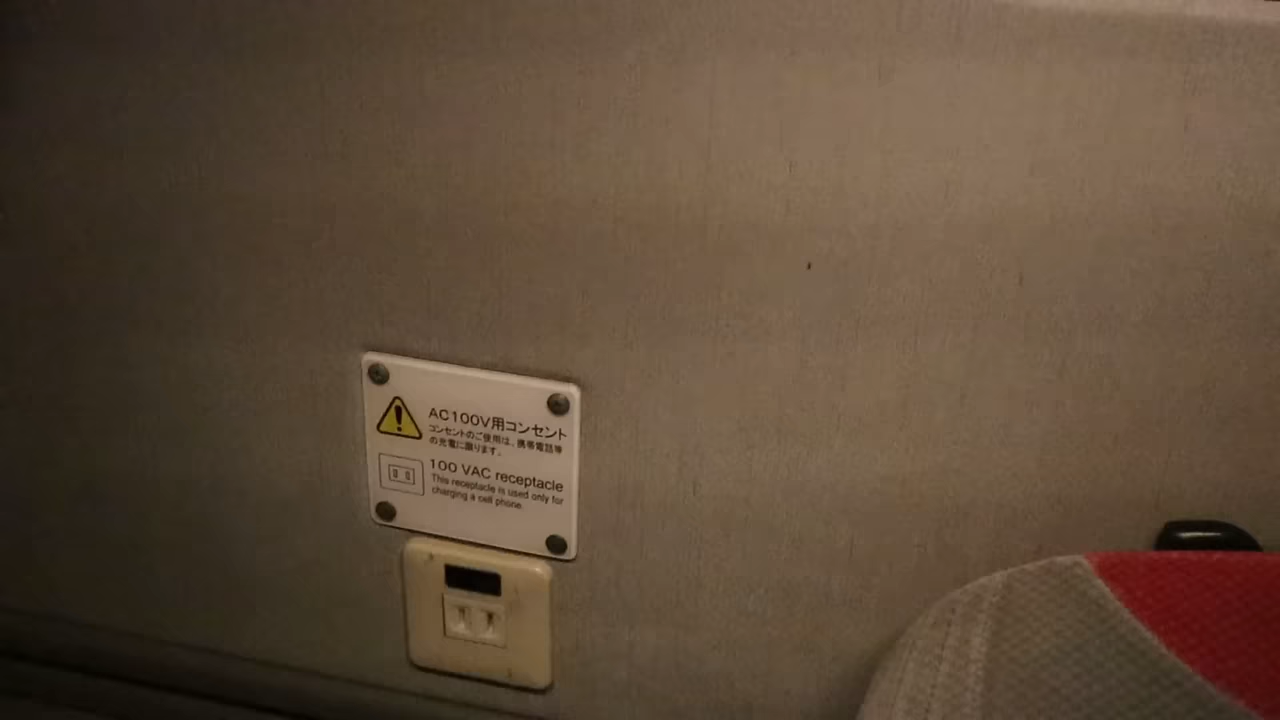 AC100V用コンセント
コンセントのご使用は、携帯電話等
の充電に限ります。
100 VAC receptacle
This receptacle is used only for
charging a cell phone.